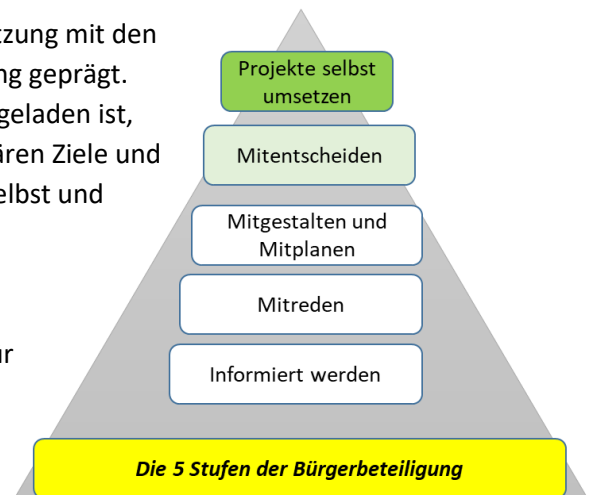 tzung mit den
ng geprägt.
geladen ist,
ären Ziele und
elbst und
ur
Projekte selbst
umsetzen
Mitentscheiden
Mitgestalten und
Mitplanen
Mitreden
Informiert werden
Die 5 Stufen der Bürgerbeteiligung